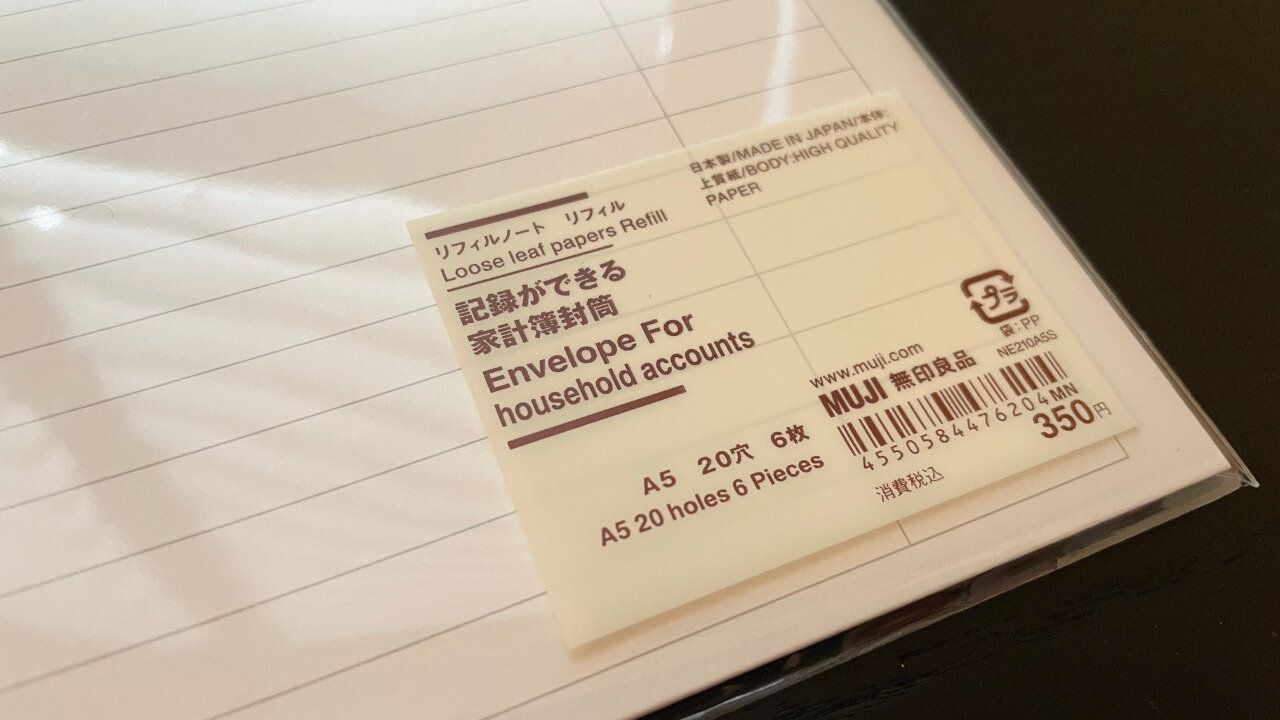 リフィルノート　リフィル
Loose leaf papers Refill
記録ができる
家計簿封筒
Envelope For
household accounts
A5　20穴　6枚
A5 20 holes 6 Pieces
日本製/MADE IN JAPAN/本体:
上質紙/BODY:HIGH QUALITY
PAPER
プラ
袋:PP
NE210A5S
www.muji.com
MUJI 無印良品
4550584476204MN
350円
消費税込